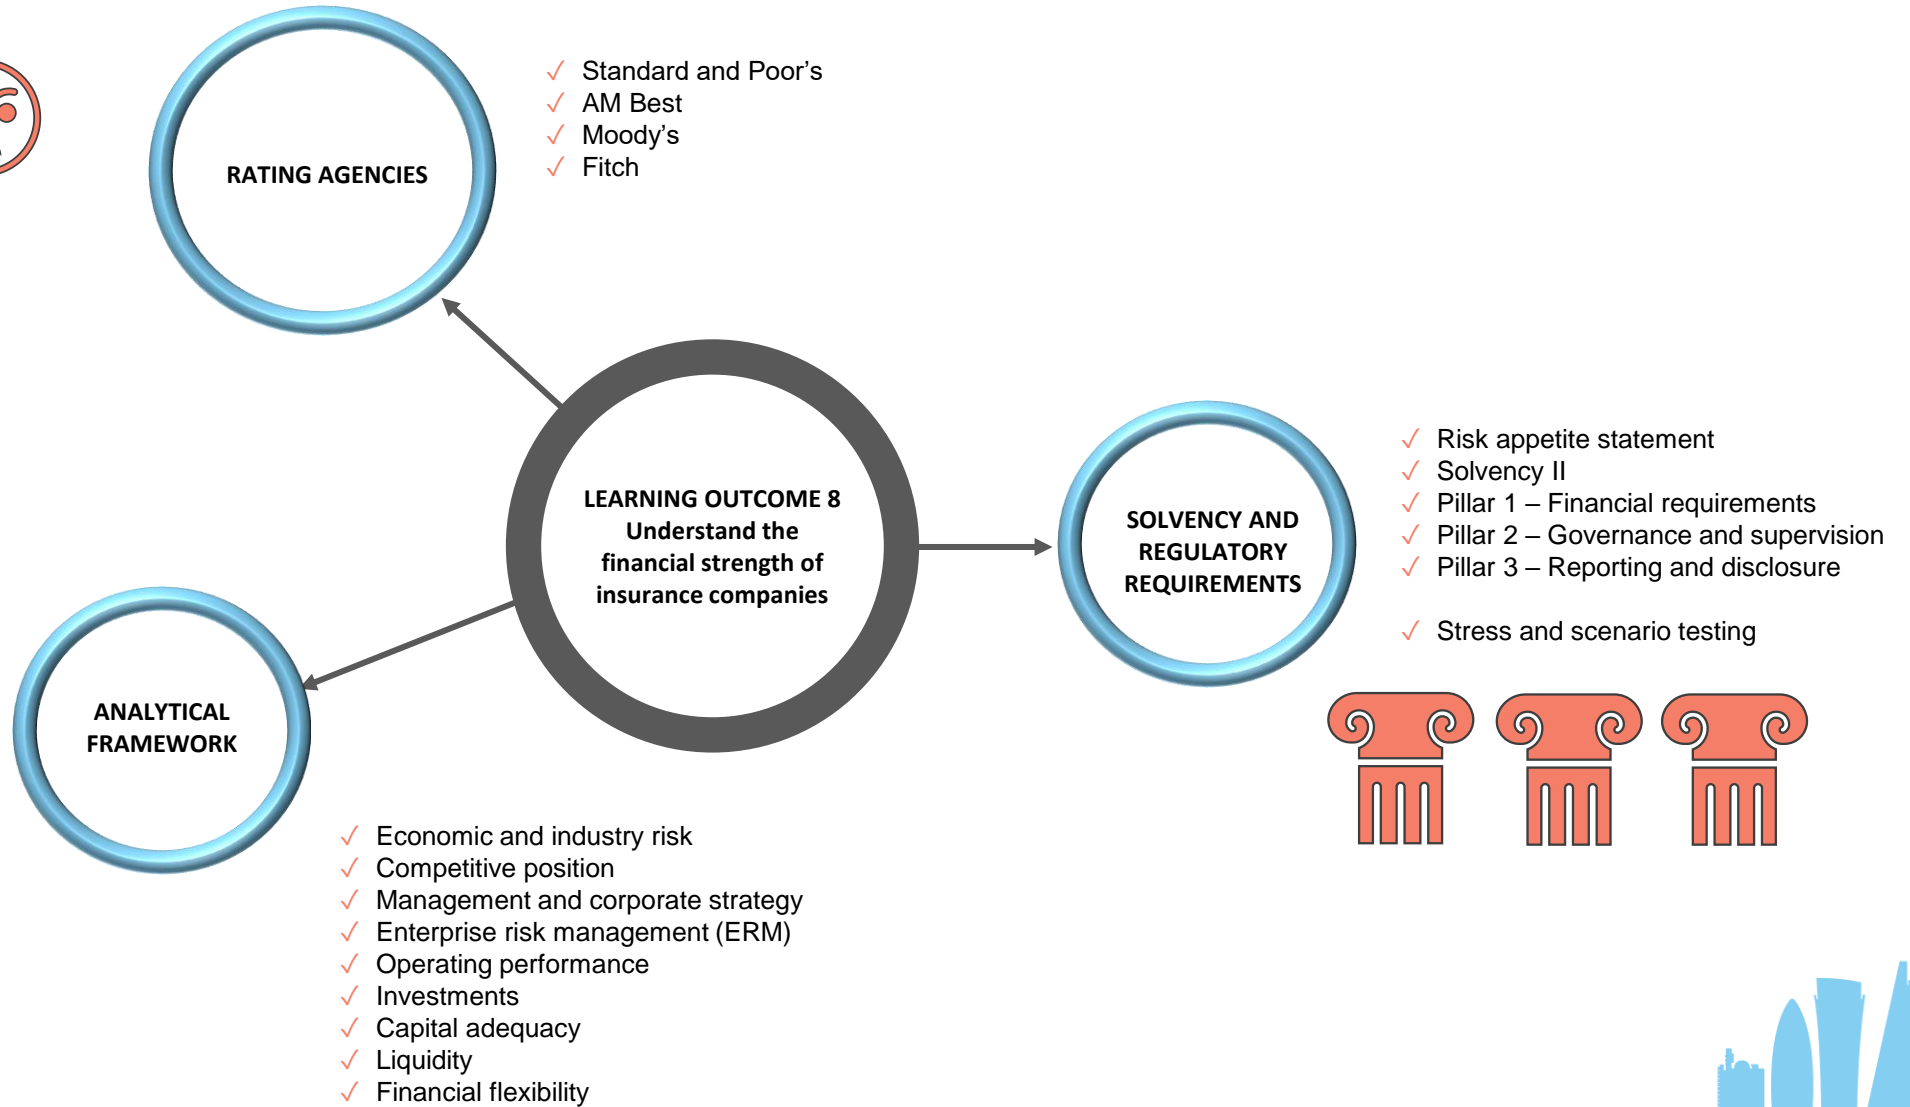 RATING AGENCIES
✓ Standard and Poor’s
✓ AM Best
✓ Moody’s
✓ Fitch
LEARNING OUTCOME 8
Understand the
financial strength of
insurance companies
SOLVENCY AND
REGULATORY
REQUIREMENTS
✓ Risk appetite statement
✓ Solvency II
✓ Pillar 1 – Financial requirements
✓ Pillar 2 – Governance and supervision
✓ Pillar 3 – Reporting and disclosure
✓ Stress and scenario testing
ANALYTICAL
FRAMEWORK
✓ Economic and industry risk
✓ Competitive position
✓ Management and corporate strategy
✓ Enterprise risk management (ERM)
✓ Operating performance
✓ Investments
✓ Capital adequacy
✓ Liquidity
✓ Financial flexibility